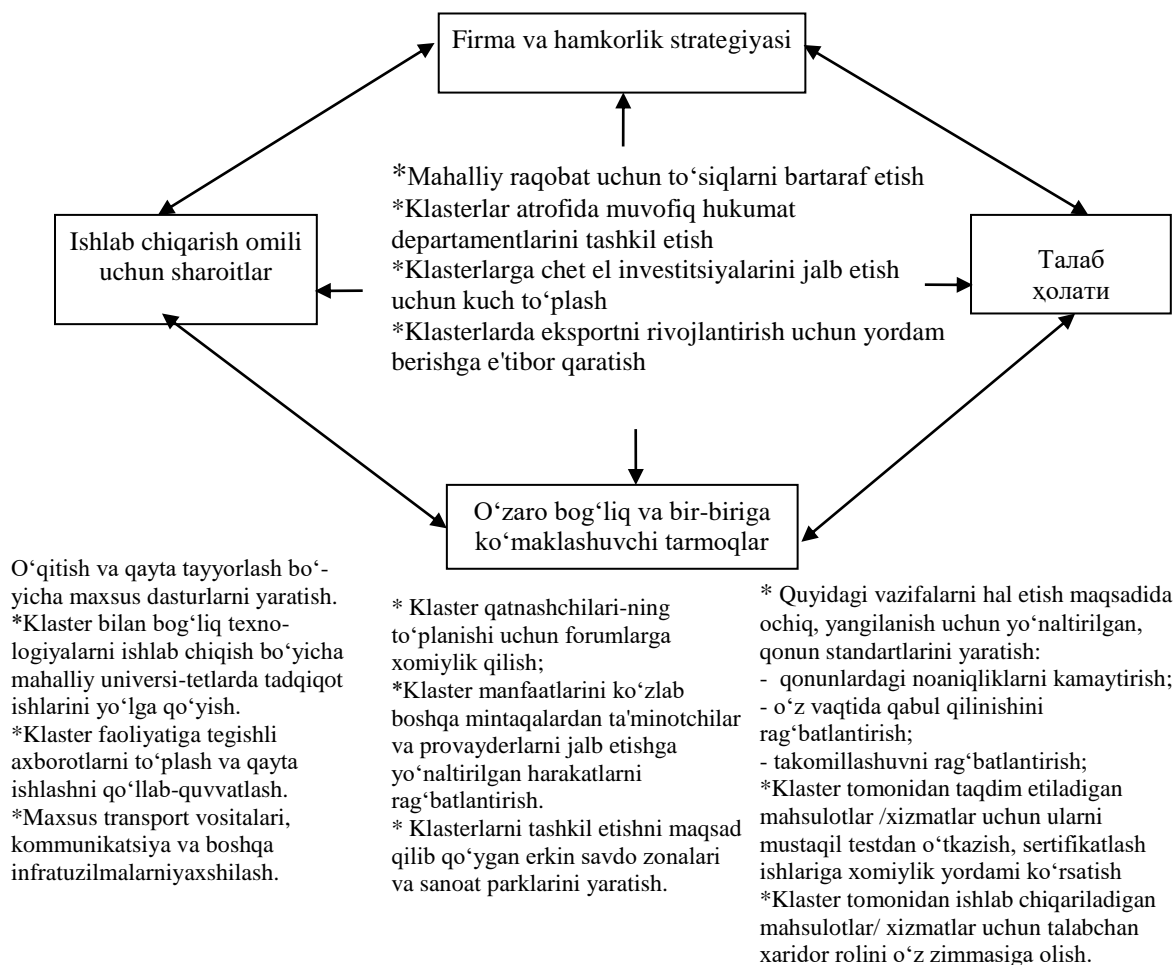 Firma va hamkorlik strategiyasi
*Mahalliy raqobat uchun to‘siqlarni bartaraf etish
*Klasterlar atrofida muvofiq hukumat
departamentlarini tashkil etish
*Klasterlarga chet el investitsiyalarini jalb etish
uchun kuch to‘plash
*Klasterlarda eksportni rivojlantirish uchun yordam
berishga e'tibor qaratish
Ishlab chiqarish omili
uchun sharoitlar
Талаб
ҳолати
O‘zaro bog‘liq va bir-biriga
ko‘maklashuvchi tarmoqlar
O‘qitish va qayta tayyorlash bo‘-
yicha maxsus dasturlarni yaratish.
*Klaster bilan bog‘liq texno-
logiyalarni ishlab chiqish bo‘yicha
mahalliy universi-tetlarda tadqiqot
ishlarini yo‘lga qo‘yish.
*Klaster faoliyatiga tegishli
axborotlarni to‘plash va qayta
ishlashni qo‘llab-quvvatlash.
*Maxsus transport vositalari,
kommunikatsiya va boshqa
infratuzilmalarniyaxshilash.
* Klaster qatnashchilari-ning
to‘planishi uchun forumlarga
xomiylik qilish;
*Klaster manfaatlarini ko‘zlab
boshqa mintaqalardan ta'minotchilar
va provayderlarni jalb etishga
yo‘naltirilgan harakatlarni
rag‘batlantirish.
* Klasterlarni tashkil etishni maqsad
qilib qo‘ygan erkin savdo zonalari
va sanoat parklarini yaratish.
* Quyidagi vazifalarni hal etish maqsadida
ochiq, yangilanish uchun yo‘naltirilgan,
qonun standartlarini yaratish:
- qonunlardagi noaniqliklarni kamaytirish;
- o‘z vaqtida qabul qilinishini
rag‘batlantirish;
- takomillashuvni rag‘batlantirish;
*Klaster tomonidan taqdim etiladigan
mahsulotlar /xizmatlar uchun ularni
mustaqil testdan o‘tkazish, sertifikatlash
ishlariga xomiylik yordami ko‘rsatish
*Klaster tomonidan ishlab chiqariladigan
mahsulotlar/ xizmatlar uchun talabchan
xaridor rolini o‘z zimmasiga olish.